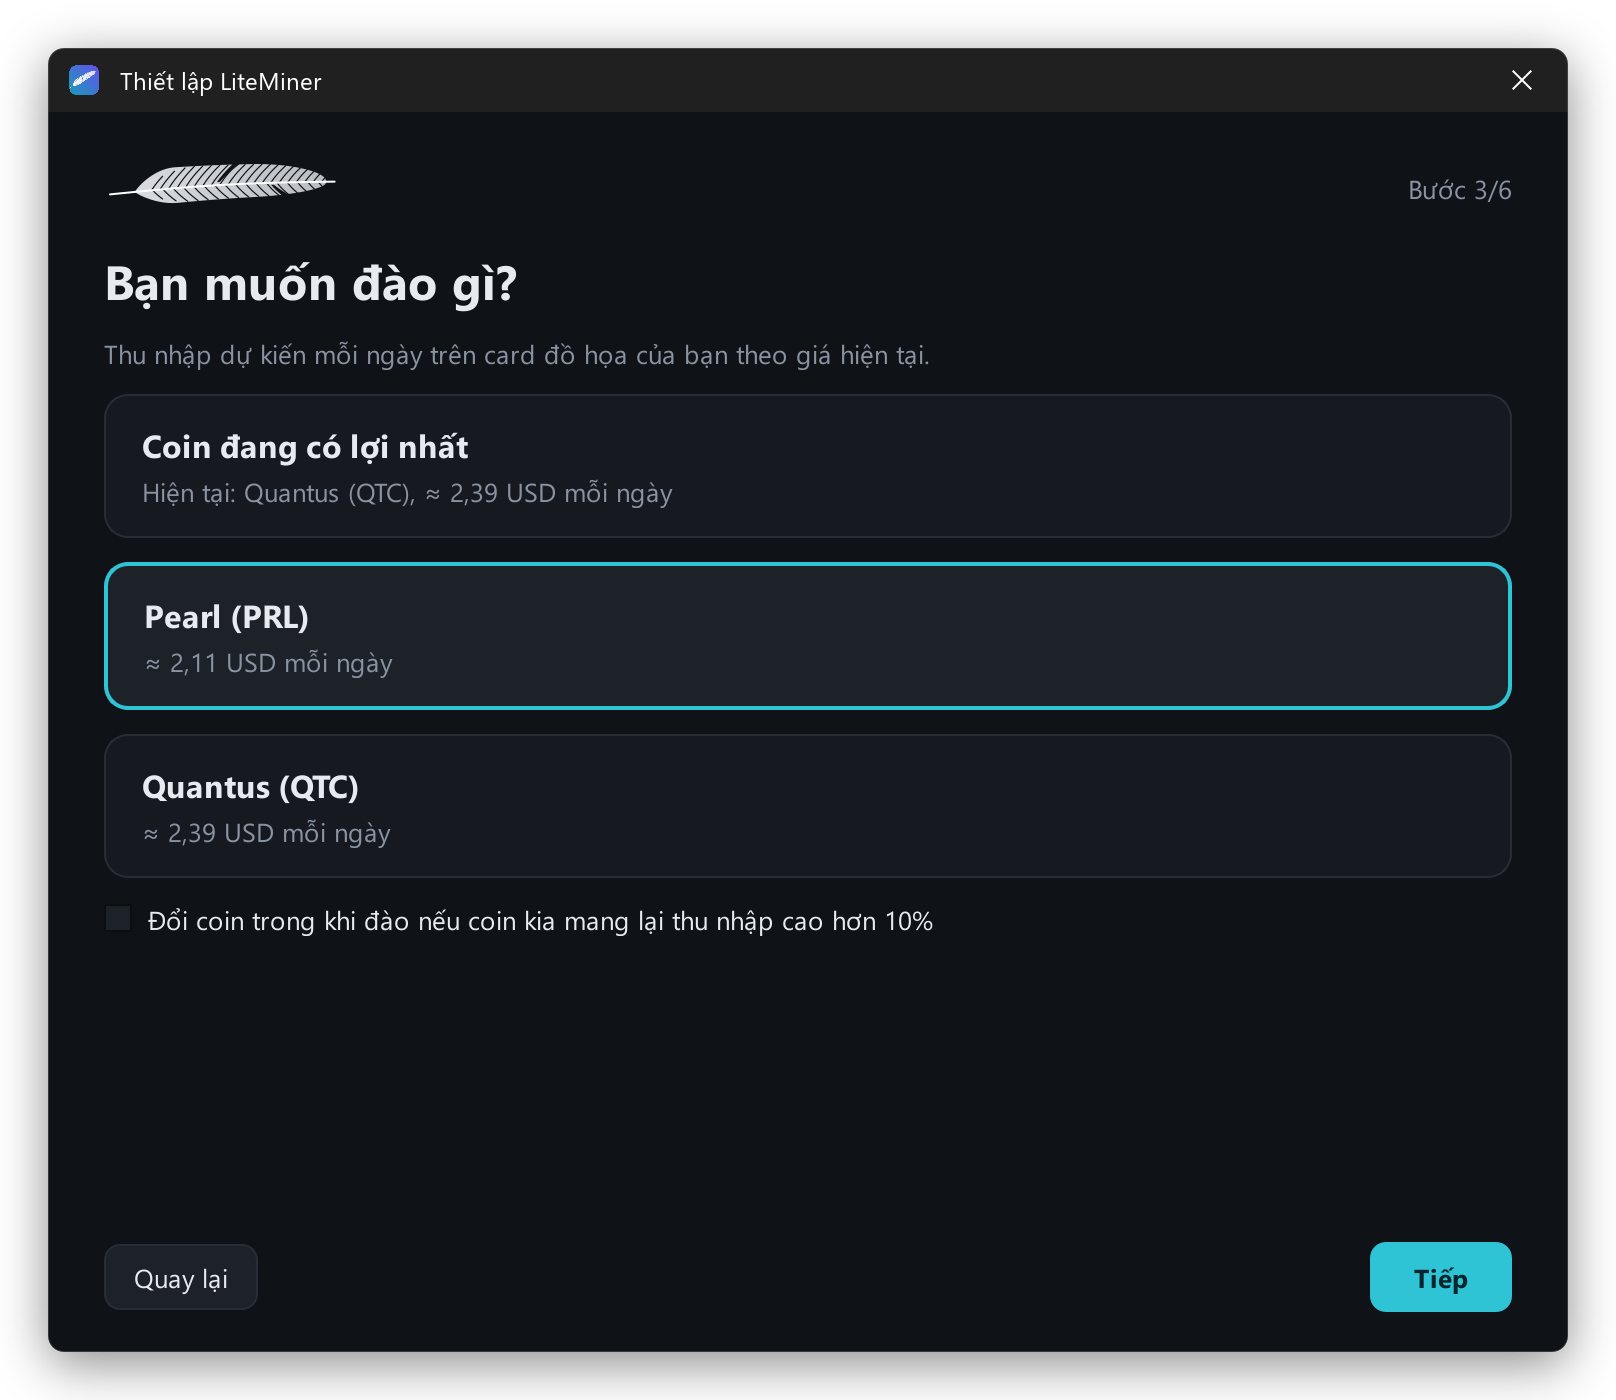 Thiết lập LiteMiner
Bước 3/6
Bạn muốn đào gì?
Thu nhập dự kiến mỗi ngày trên card đồ họa của bạn theo giá hiện tại.
Coin đang có lợi nhất
Hiện tại: Quantus (QTC), ≈ 2,39 USD mỗi ngày
Pearl (PRL)
≈ 2,11 USD mỗi ngày
Quantus (QTC)
≈ 2,39 USD mỗi ngày
Đổi coin trong khi đào nếu coin kia mang lại thu nhập cao hơn 10%
Quay lại
Tiếp